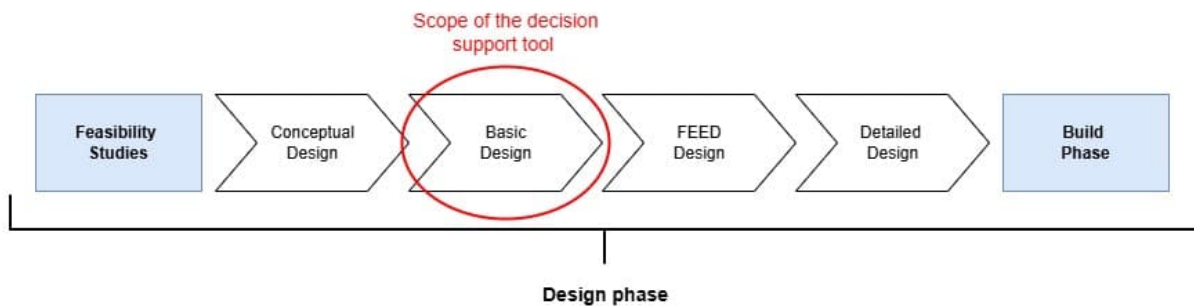 Scope of the decision
support tool
Feasibility
Studies
Conceptual
Design
Basic
Design
FEED
Design
Detailed
Design
Build
Phase
Design phase